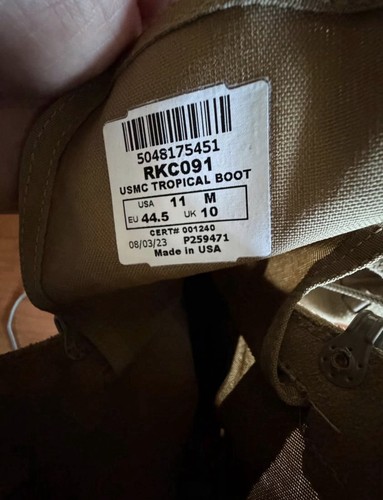 5048175451
RKC091
USMC TROPICAL BOOT
USA 11 M
EU 44.5 UK 10
CERT# 001240
08/03/23 P259471
Made in USA